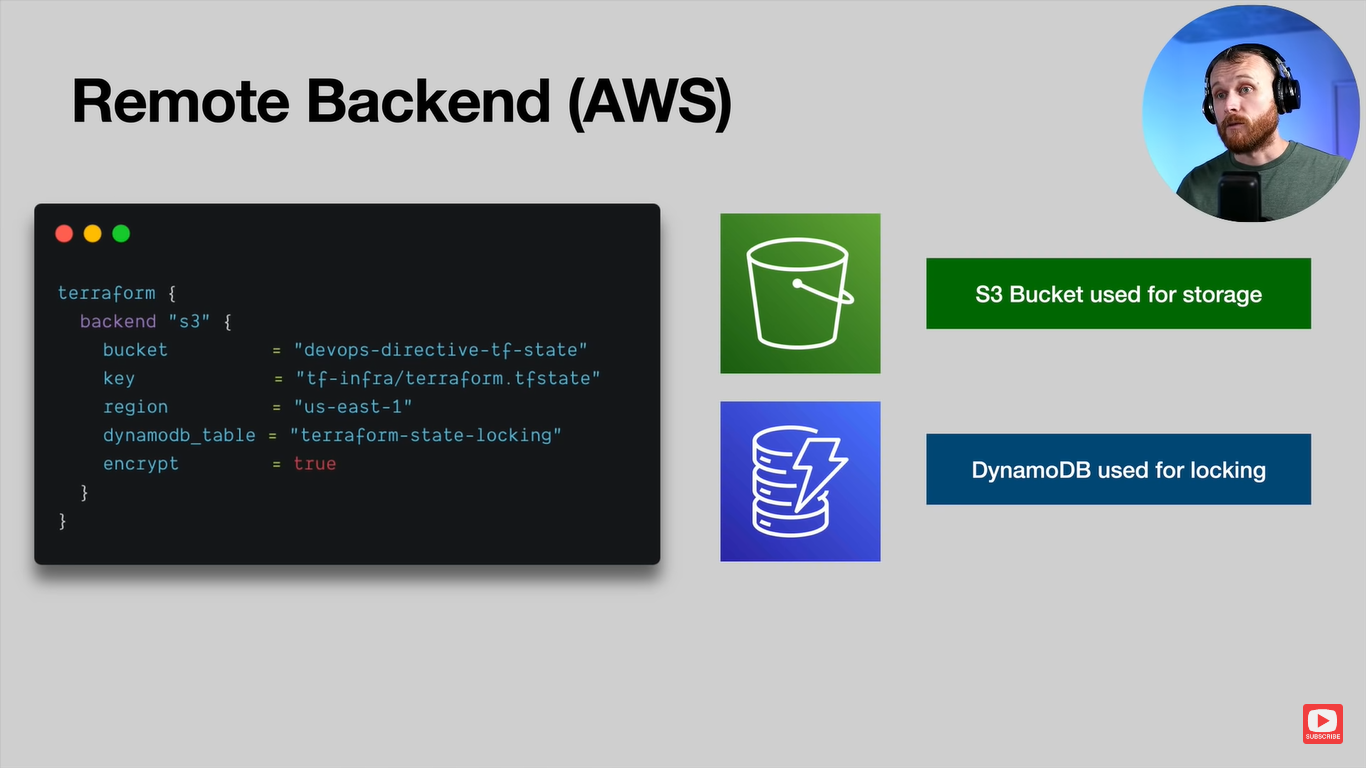 Remote Backend (AWS)
terraform {
  backend "s3" {
    bucket         = "devops-directive-tf-state"
    key            = "tf-infra/terraform.tfstate"
    region         = "us-east-1"
    dynamodb_table = "terraform-state-locking"
    encrypt        = true
  }
}
S3 Bucket used for storage
DynamoDB used for locking
SUBSCRIBE